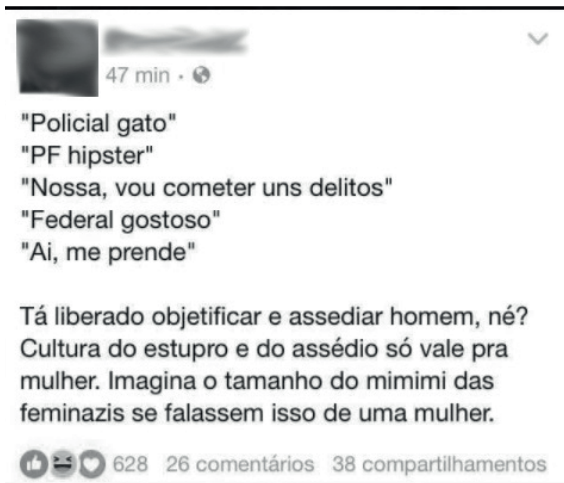 47 min ·
"Policial gato"
"PF hipster"
"Nossa, vou cometer uns delitos"
"Federal gostoso"
"Ai, me prende"
Tá liberado objetificar e assediar homem, né?
Cultura do estupro e do assédio só vale pra
mulher. Imagina o tamanho do mimimi das
feminazis se falassem isso de uma mulher.
628 26 comentários 38 compartilhamentos